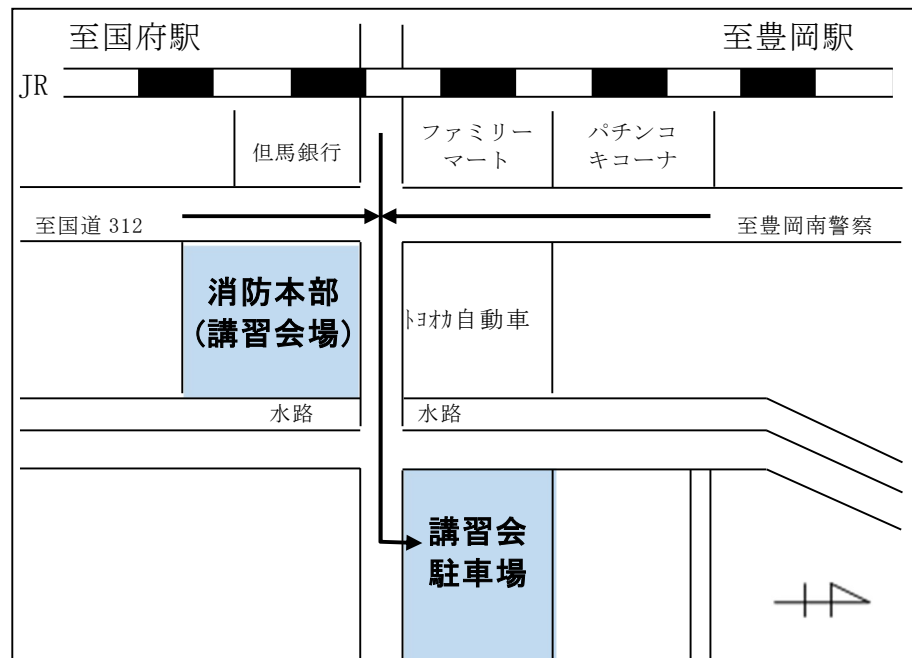 至国府駅
至豊岡駅
JR
但馬銀行
ファミリー
マート
パチンコ
キコーナ
至国道 312
至豊岡南警察
消防本部
(講習会場)
ﾄﾖｵｶ自動車
水路
水路
講習会
駐車場